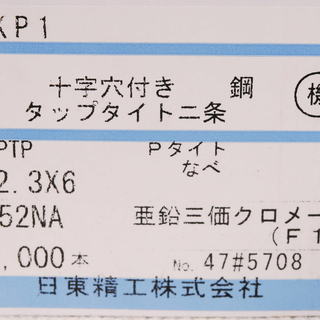 KP1
十字穴付き 鋼 機
タップタイト二条
PTP Pタイト
なべ
2.3X6
52NA 亜鉛三価クロメー
(F1
,000本 No. 47#5708
日東精工株式会社